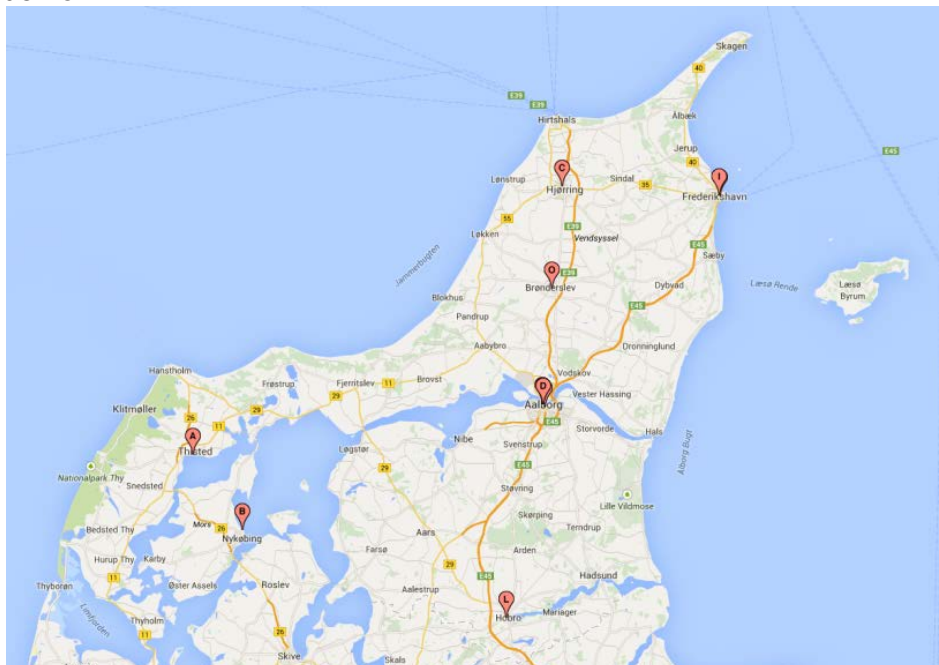 Skagen
40
E39
E39
Hirtshals
Ålbæk
Jerup
E45
40
C
I
Lønstrup
Hjørring
Sindal
35
Frederikshavn
55
E39
Løkken
Vendsyssel
E45
Sæby
Jammerbugten
O
E39
Brønderslev
Dybvad
Læsø Rende
Læsø
Byrum
Blokhus
E45
Pandrup
Aabybro
Dronninglund
Hanstholm
Vodskov
Frøstrup
Fjerritslev
11
Brovst
D
Vester Hassing
29
Klitmøller
26
29
11
Aalborg
E45
Storvorde
Hals
A
Nibe
Svenstrup
Thisted
Løgstør
Ålborg Bugt
E45
29
Nationalpark Thy
Snedsted
Støvring
Lille Vildmose
B
Skørping
Mors
26
Bedsted Thy
Nykøbing
Aars
Terndrup
Farsø
Arden
Hurup Thy
Karby
29
11
E45
Hadsund
Thyborøn
Øster Assels
Roslev
Aalestrup
L
Limfjorden
Thyholm
Hobro
Mariager
11
26
Skive
Skals